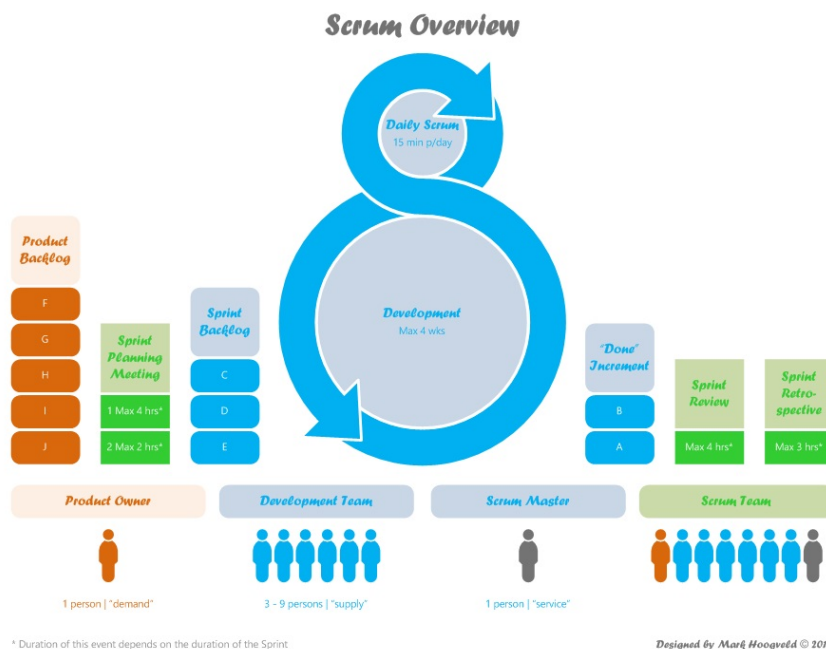 Scrum Overview
Daily Scrum
15 min p/day
Product
Backlog
F
G
H
I
J
Sprint
Planning
Meeting
1 Max 4 hrs*
2 Max 2 hrs*
Sprint
Backlog
C
D
E
Development
Max 4 wks
"Done"
Increment
B
A
Sprint
Review
Max 4 hrs*
Sprint
Retro-
spective
Max 3 hrs*
Product Owner
Development Team
Scrum Master
Scrum Team
1 person | "demand"
3 - 9 persons | "supply"
1 person | "service"
* Duration of this event depends on the duration of the Sprint
Designed by Mark Hoogveld ©